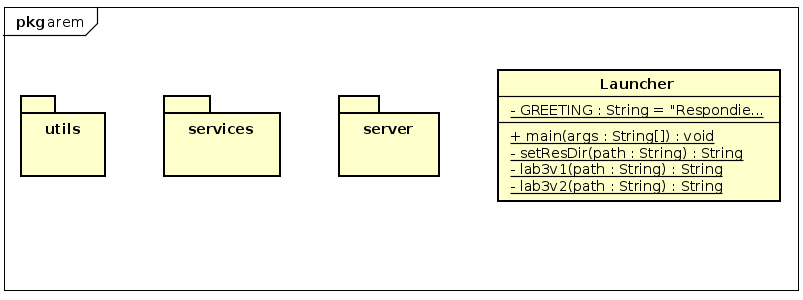 pkg arem
utils
services
server
Launcher
- GREETING : String = "Respondie...
+ main(args : String[]) : void
- setResDir(path : String) : String
- lab3v1(path : String) : String
- lab3v2(path : String) : String